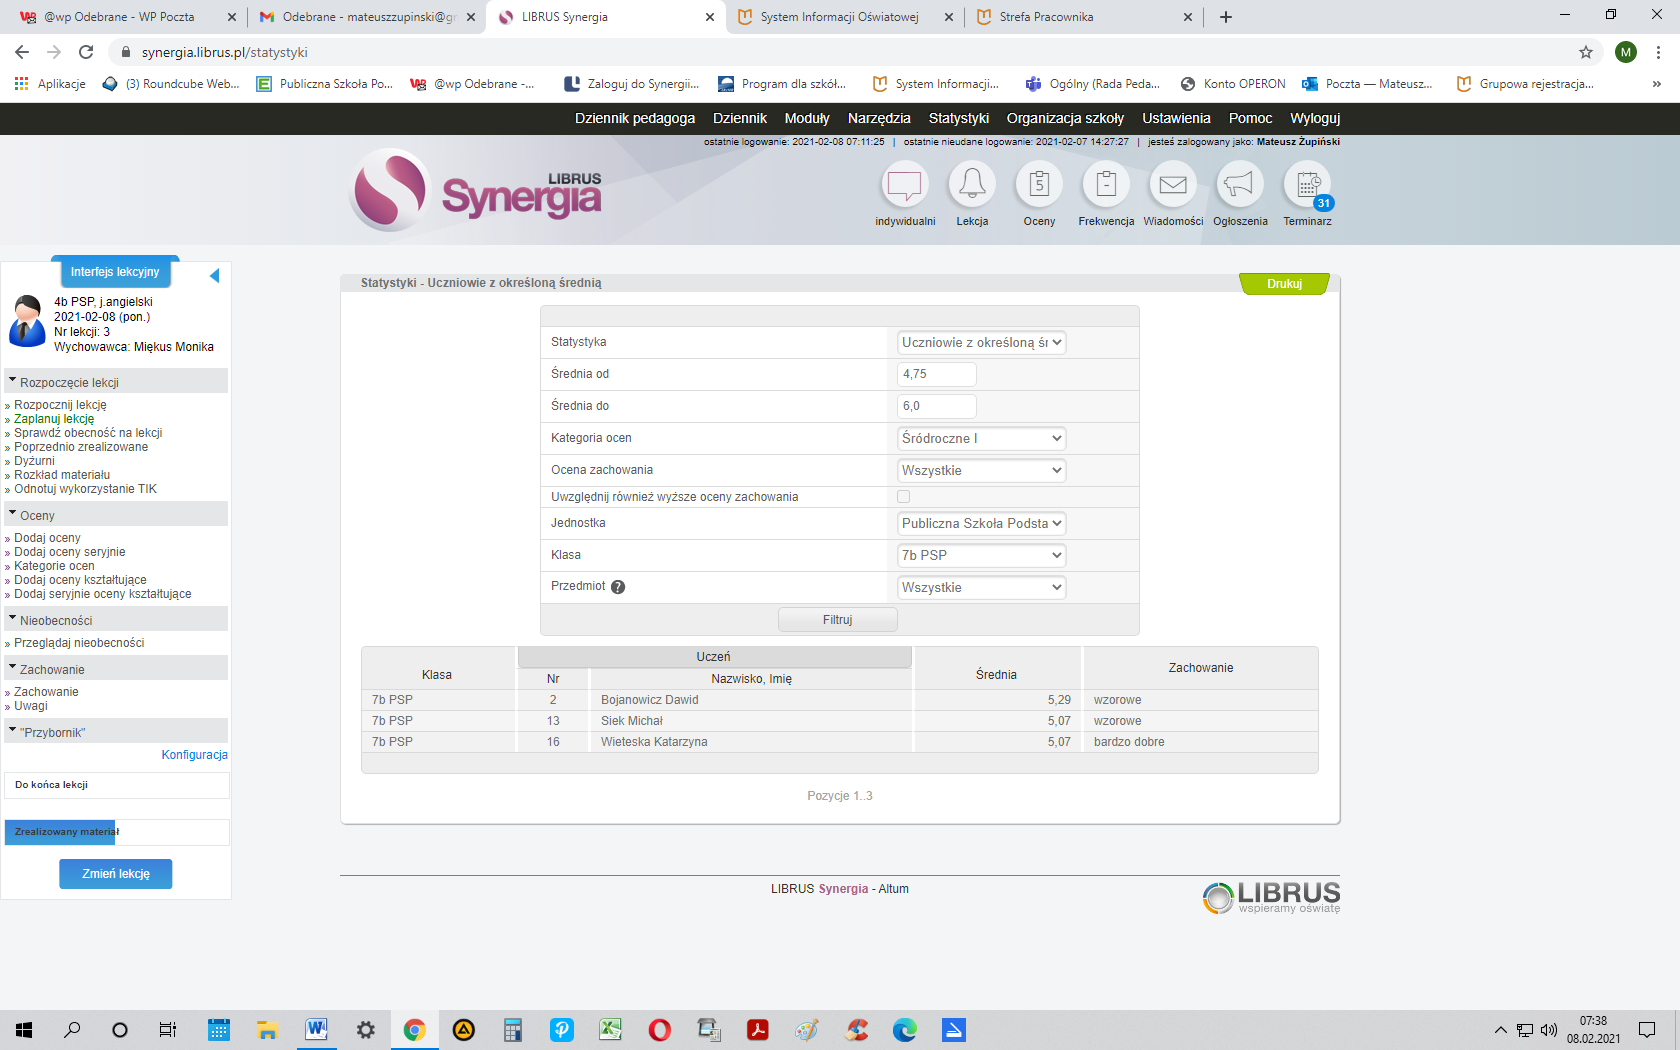 @wp Odebrane - WP Poczta
Odebrane - mateuszzupinski@gr
LIBRUS Synergia
System Informacji Oświatowej
Strefa Pracownika
synergia.librus.pl/statystyki
M
Aplikacje
(3) Roundcube Web...
Publiczna Szkoła Po...
@wp Odebrane -...
Zaloguj do Synergii...
Program dla szkół...
System Informacji...
Ogólny (Rada Peda...
Konto OPERON
Poczta — Mateusz...
Grupowa rejestracja...
»
Dziennik pedagoga Dziennik Moduły Narzędzia Statystyki Organizacja szkoły Ustawienia Pomoc Wyloguj
ostatnie logowanie: 2021-02-08 07:11:25 | ostatnie nieudane logowanie: 2021-02-07 14:27:27 | jesteś zalogowany jako: Mateusz Żupiński
LIBRUS
Synergia
5
31
indywidualni Lekcja Oceny Frekwencja Wiadomości Ogłoszenia Terminarz
Interfejs lekcyjny
4b PSP, j.angielski
2021-02-08 (pon.)
Nr lekcji: 3
Wychowawca: Miękus Monika
Rozpoczęcie lekcji
» Rozpocznij lekcję
» Zaplanuj lekcję
» Sprawdź obecność na lekcji
» Poprzednio zrealizowane
» Dyżurni
» Rozkład materiału
» Odnotuj wykorzystanie TIK
Oceny
» Dodaj oceny
» Dodaj oceny seryjnie
» Kategorie ocen
» Dodaj oceny kształtujące
» Dodaj seryjnie oceny kształtujące
Nieobecności
» Przeglądaj nieobecności
Zachowanie
» Zachowanie
» Uwagi
"Przybornik"
Konfiguracja
Do końca lekcji
Zrealizowany materiał
Zmień lekcję
Statystyki - Uczniowie z określoną średnią
Drukuj
Statystyka Uczniowie z określoną śr
Średnia od 4,75
Średnia do 6,0
Kategoria ocen Śródroczne I
Ocena zachowania Wszystkie
Uwzględnij również wyższe oceny zachowania
Jednostka Publiczna Szkoła Podsta
Klasa 7b PSP
Przedmiot ? Wszystkie
Filtruj
Klasa Uczeń Średnia Zachowanie
Nr Nazwisko, Imię
7b PSP 2 Bojanowicz Dawid 5,29 wzorowe
7b PSP 13 Siek Michał 5,07 wzorowe
7b PSP 16 Wieteska Katarzyna 5,07 bardzo dobre
Pozycje 1..3
LIBRUS Synergia - Altum
LIBRUS
wspieramy oświatę
07:38
08.02.2021